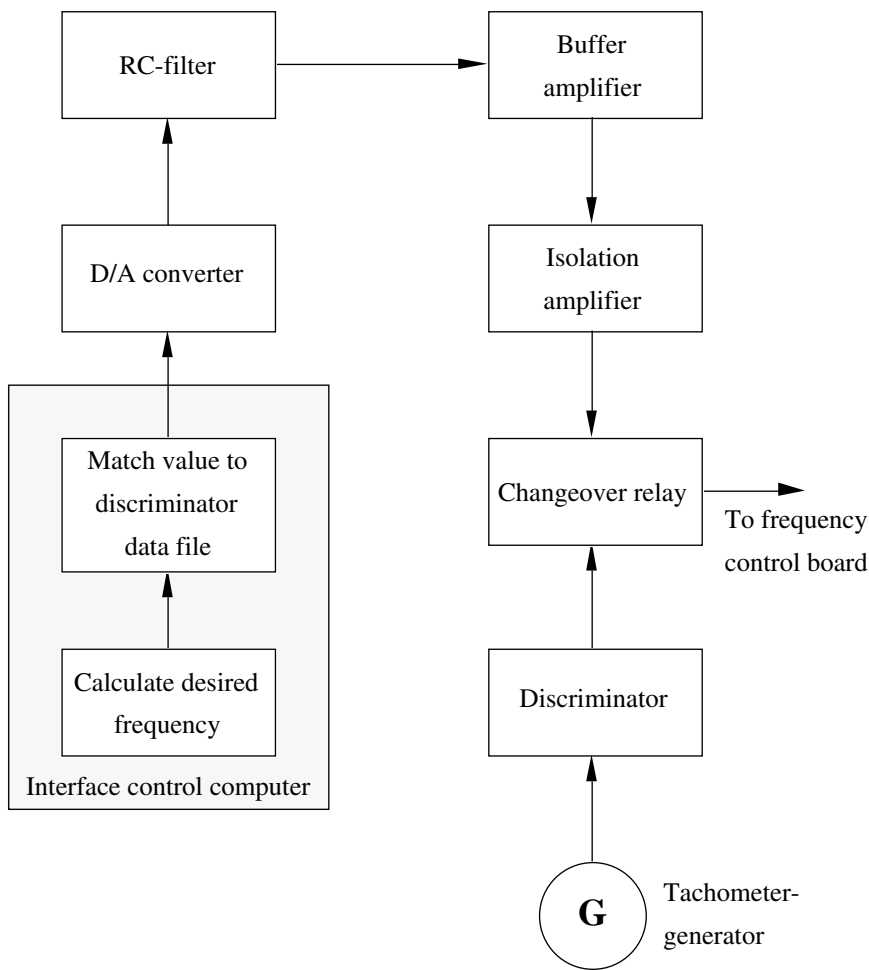 RC-filter
Buffer
amplifier
D/A converter
Isolation
amplifier
Match value to
discriminator
data file
Changeover relay
To frequency
control board
Calculate desired
frequency
Interface control computer
Discriminator
G
Tachometer-
generator